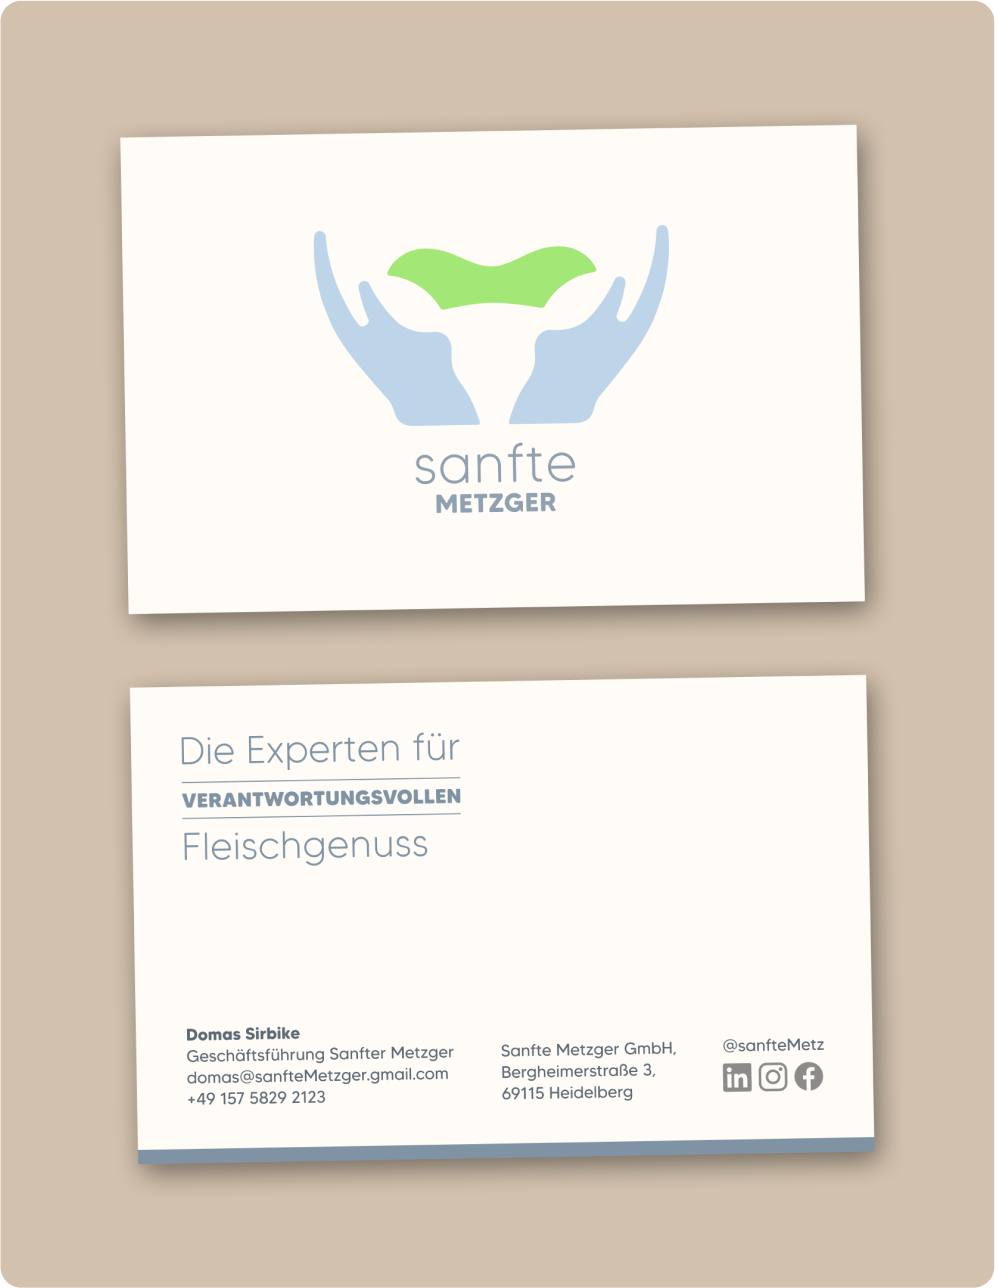 sanfte
METZGER
Die Experten für
VERANTWORTUNGSVOLLEN
Fleischgenuss
Domas Sirbike
Geschäftsführung Sanfter Metzger
domas@sanfteMetzger.gmail.com
+49 157 5829 2123
Sanfte Metzger GmbH,
Bergheimerstraße 3,
69115 Heidelberg
@sanfteMetz
in